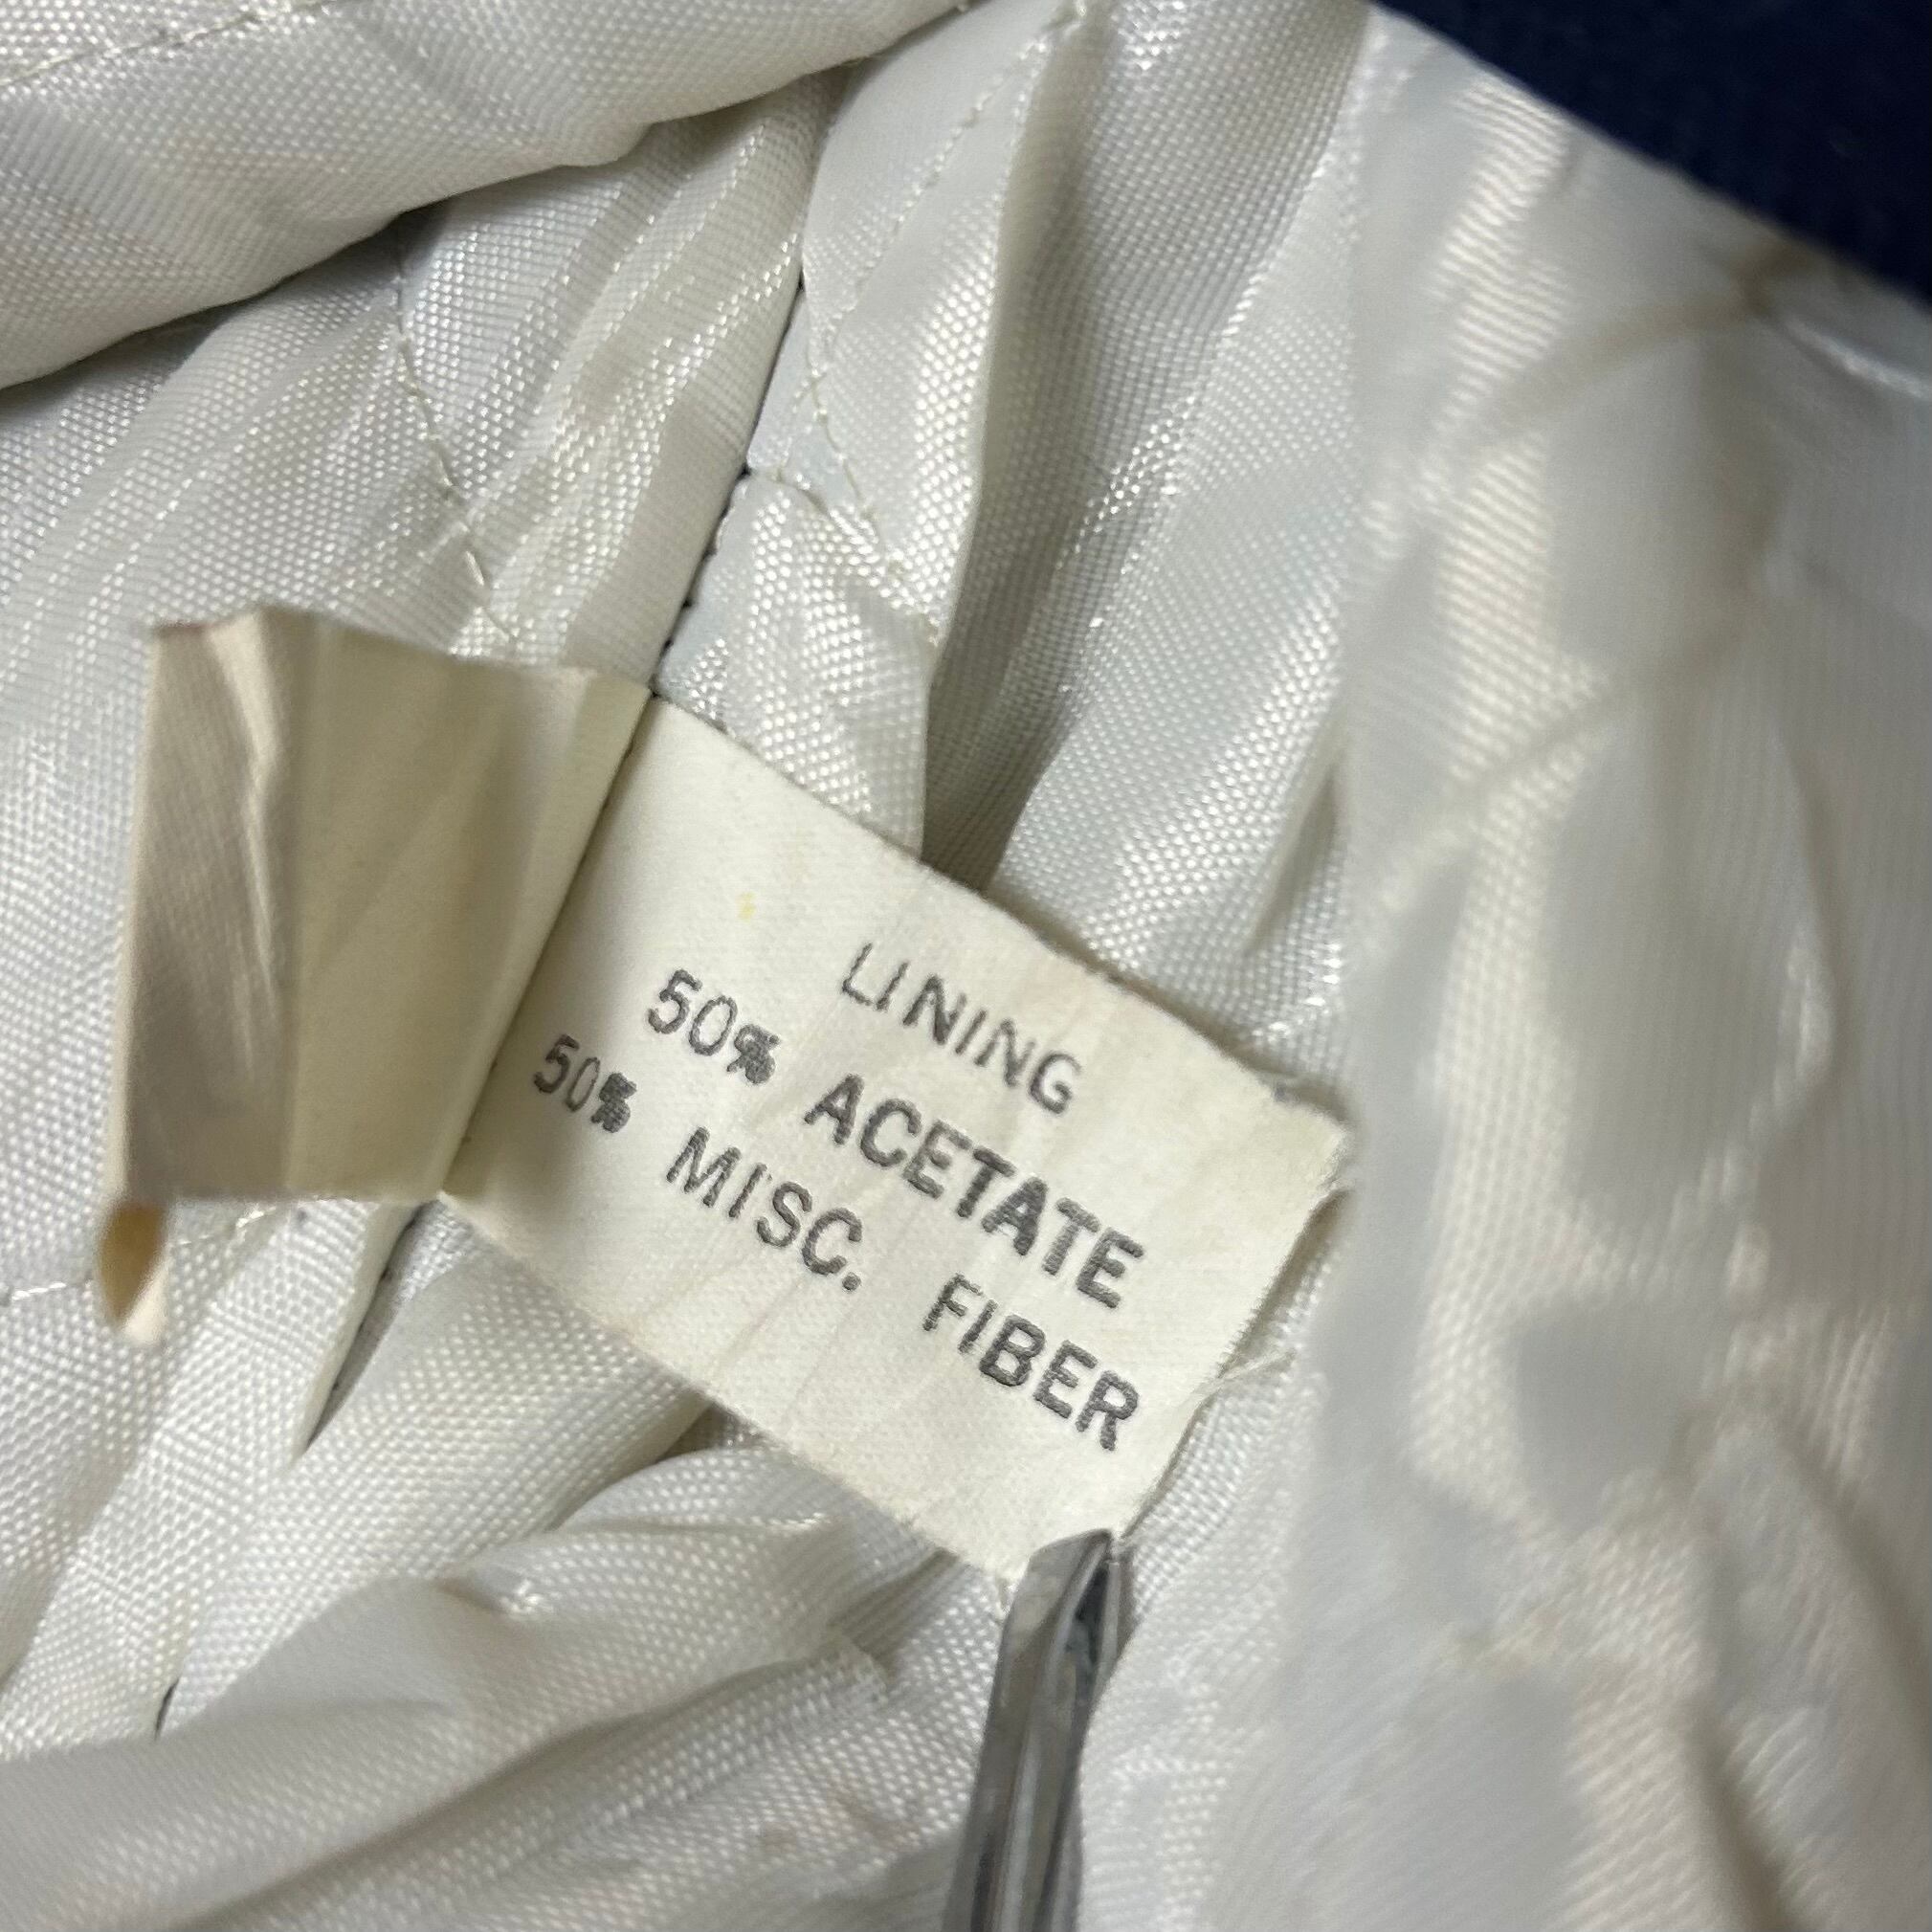 LINING
50% ACETATE
50% MISC. FIBER